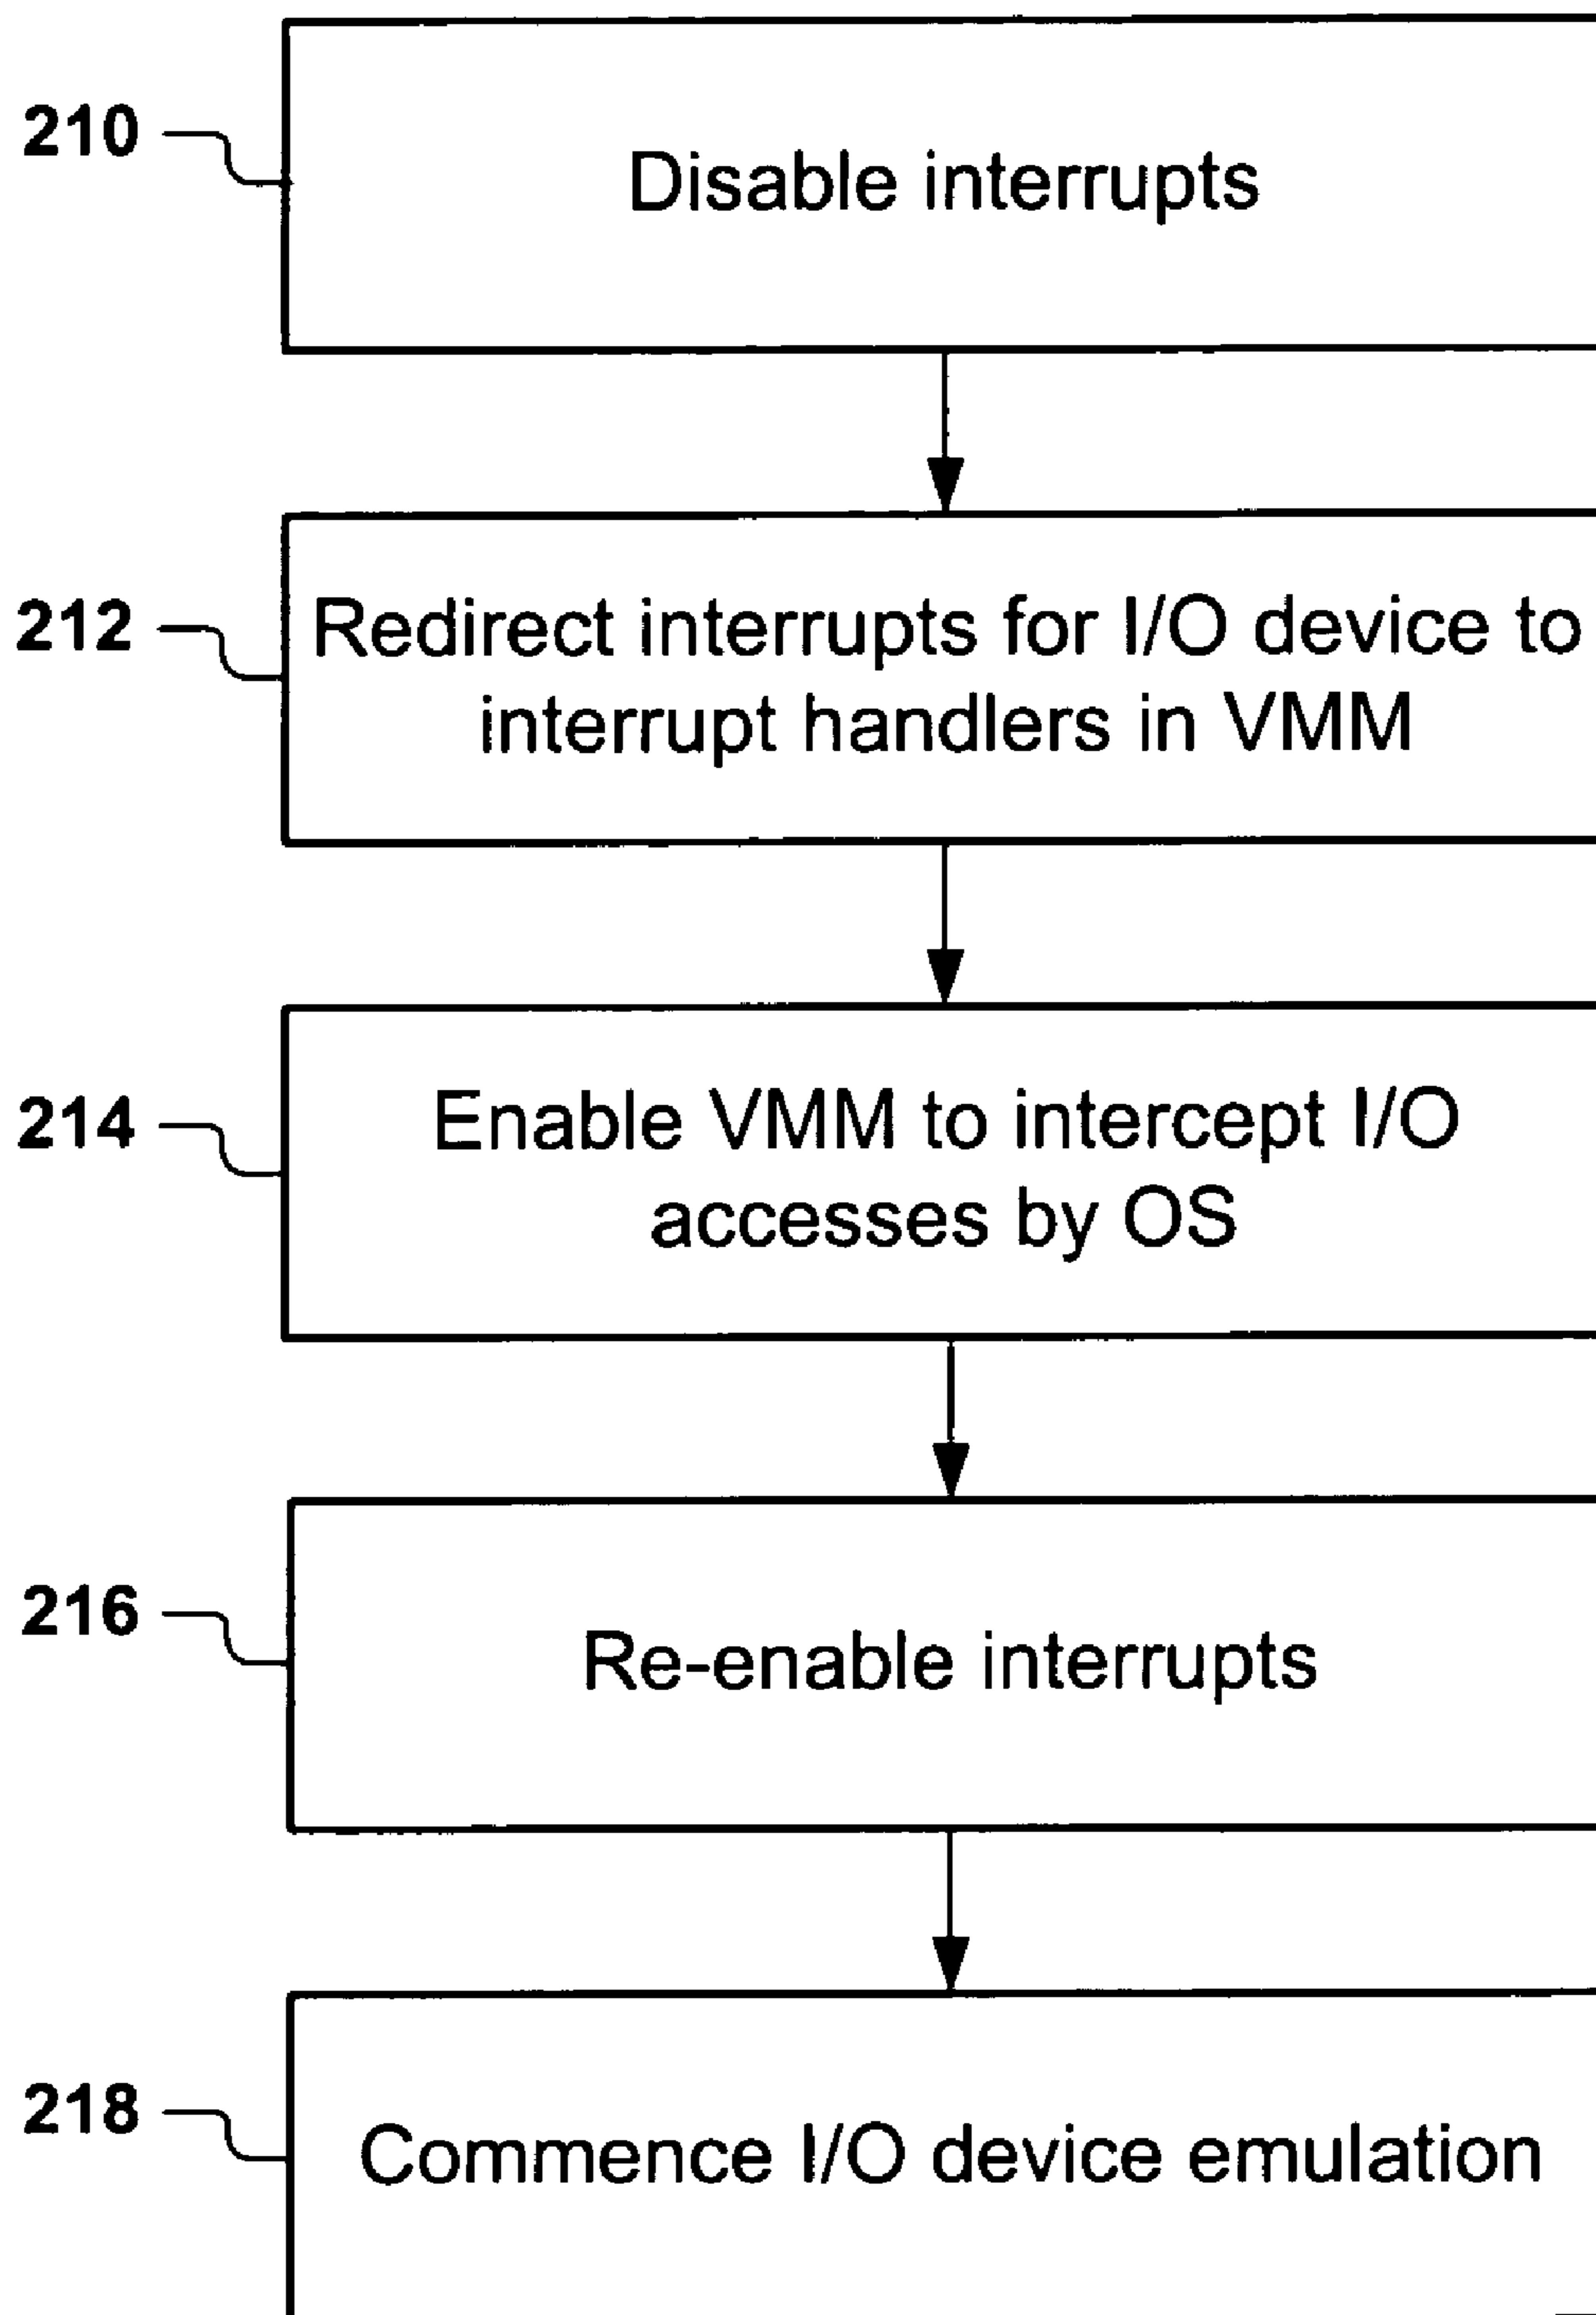 210
Disable interrupts
212
Redirect interrupts for I/O device to
interrupt handlers in VMM
214
Enable VMM to intercept I/O
accesses by OS
216
Re-enable interrupts
218
Commence I/O device emulation